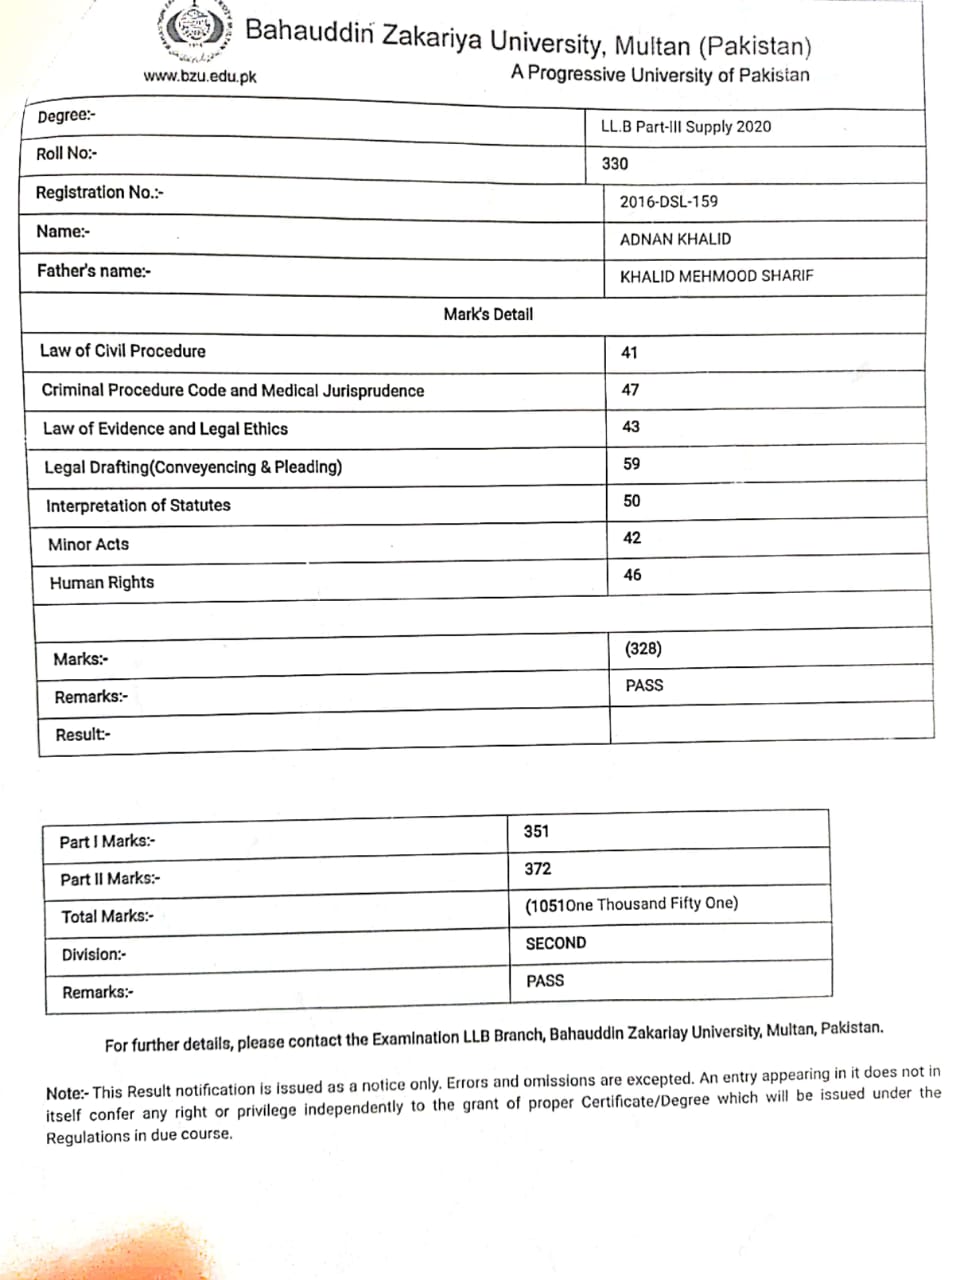 Bahauddin Zakariya University, Multan (Pakistan)
www.bzu.edu.pk
A Progressive University of Pakistan
Degree:- LL.B Part-III Supply 2020
Roll No:- 330
Registration No.:- 2016-DSL-159
Name:- ADNAN KHALID
Father's name:- KHALID MEHMOOD SHARIF
Mark's Detail
Law of Civil Procedure 41
Criminal Procedure Code and Medical Jurisprudence 47
Law of Evidence and Legal Ethics 43
Legal Drafting(Conveyencing & Pleading) 59
Interpretation of Statutes 50
Minor Acts 42
Human Rights 46
Marks:- (328)
Remarks:- PASS
Result:-
Part I Marks:- 351
Part II Marks:- 372
Total Marks:- (1051One Thousand Fifty One)
Division:- SECOND
Remarks:- PASS
For further details, please contact the Examination LLB Branch, Bahauddin Zakariay University, Multan, Pakistan.
Note:- This Result notification is issued as a notice only. Errors and omissions are excepted. An entry appearing in it does not in
itself confer any right or privilege independently to the grant of proper Certificate/Degree which will be issued under the
Regulations in due course.